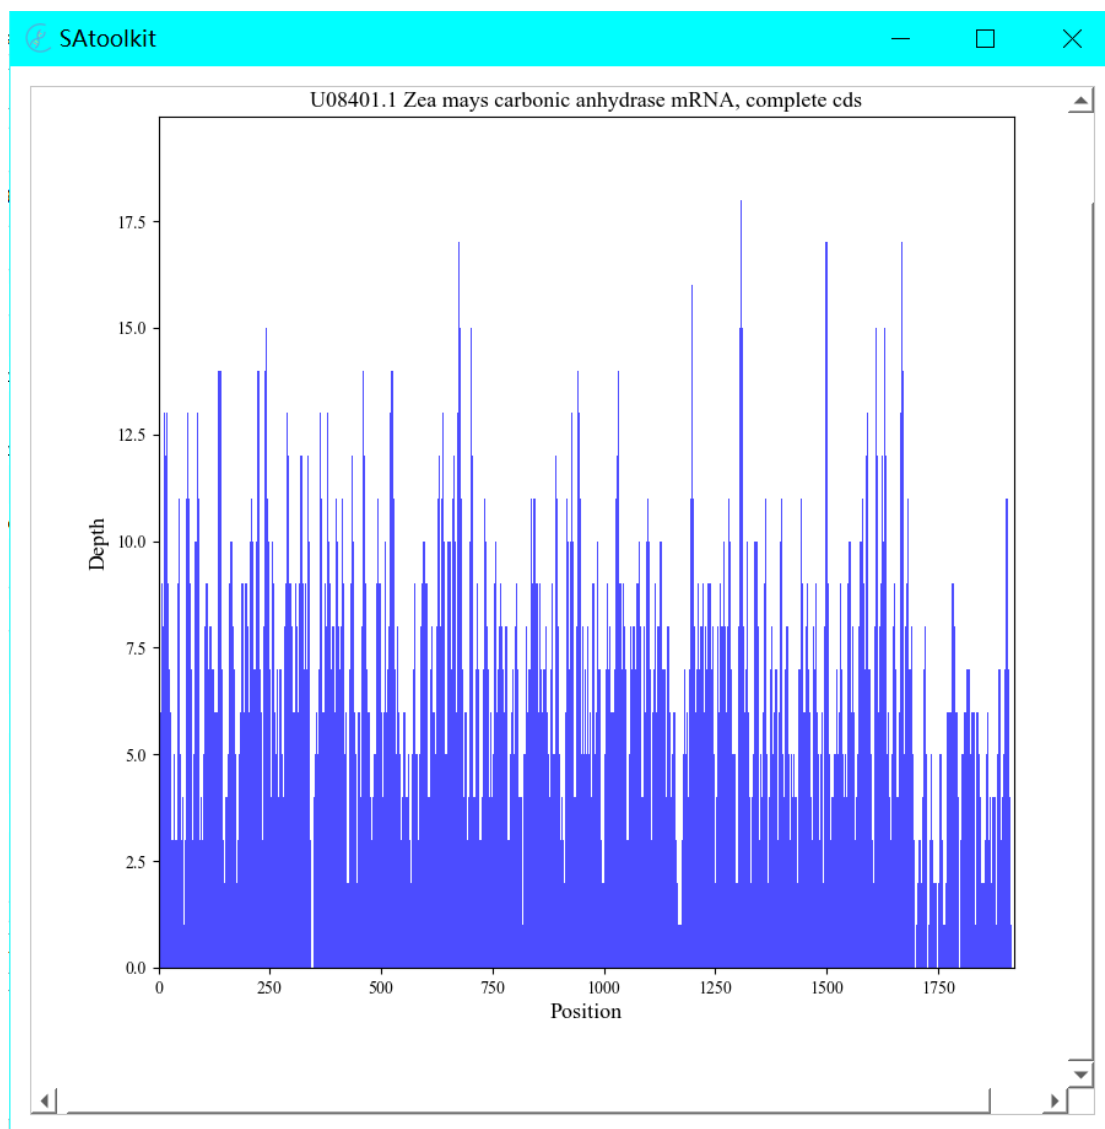 SAtoolkit
U08401.1 Zea mays carbonic anhydrase mRNA, complete cds
17.5
15.0
12.5
10.0
7.5
5.0
2.5
0.0
Depth
0 250 500 750 1000 1250 1500 1750
Position